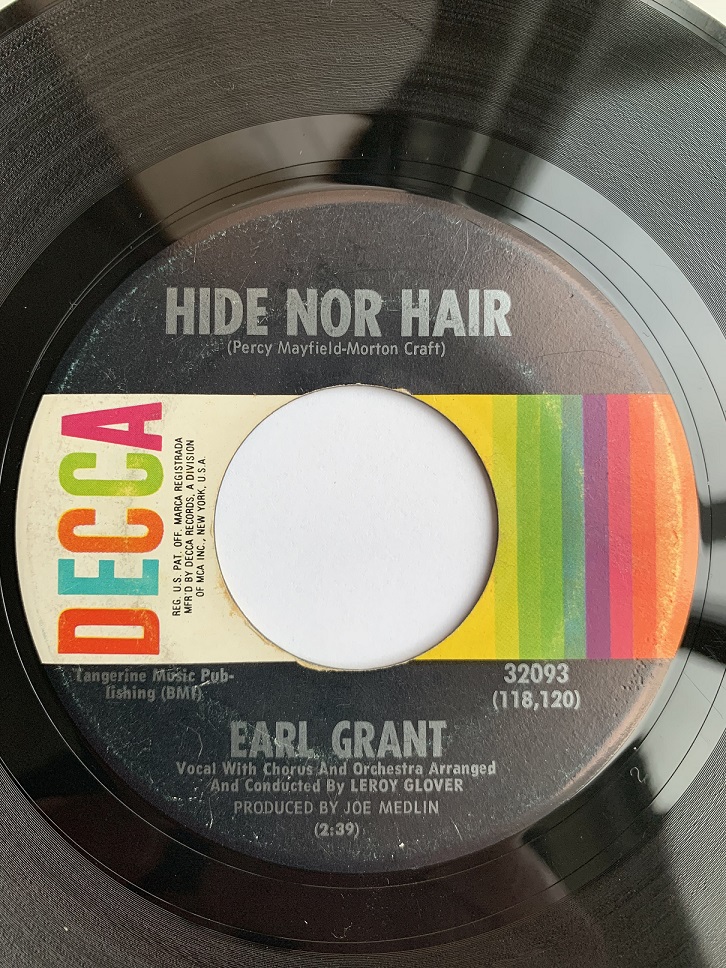 HIDE NOR HAIR
(Percy Mayfield-Morton Craft)
DECCA
REG. U.S. PAT. OFF. MARCA REGISTRADA
MFR'D BY DECCA RECORDS, A DIVISION
OF MCA INC., NEW YORK, U.S.A.
Tangerine Music Pub-
lishing (BMI)
32093
(118,120)
EARL GRANT
Vocal With Chorus And Orchestra Arranged
And Conducted By LEROY GLOVER
PRODUCED BY JOE MEDLIN
(2:39)